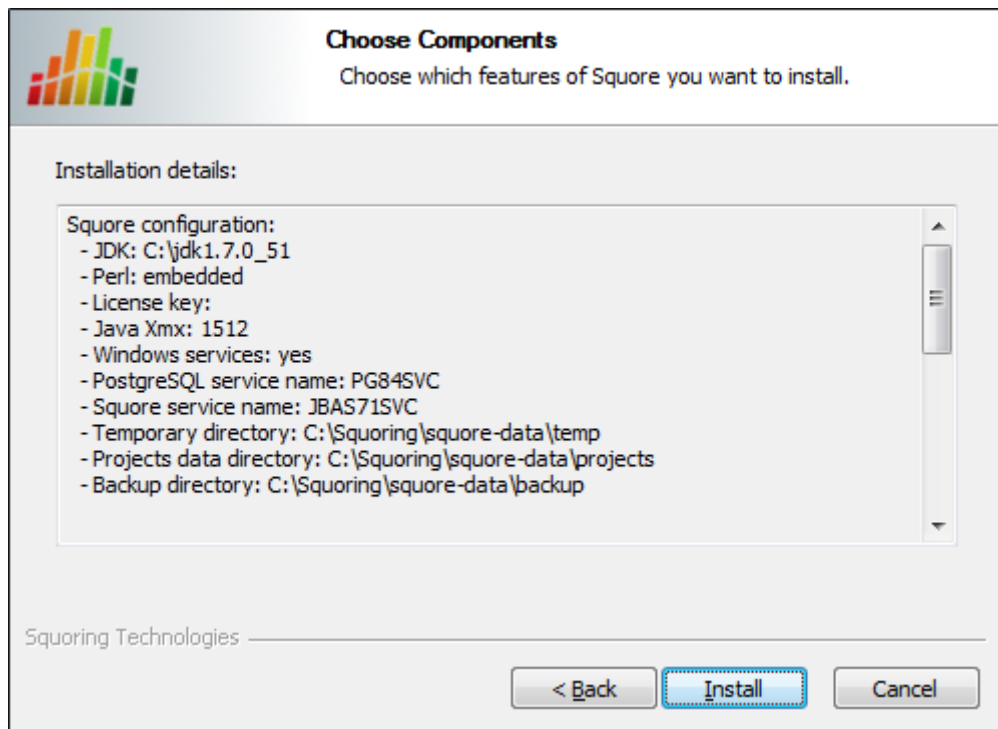 Choose Components
Choose which features of Squore you want to install.
Installation details:
Squore configuration:
- JDK: C:\jdk1.7.0_51
- Perl: embedded
- License key:
- Java Xmx: 1512
- Windows services: yes
- PostgreSQL service name: PG84SVC
- Squore service name: JBAS71SVC
- Temporary directory: C:\Squoring\squore-data\temp
- Projects data directory: C:\Squoring\squore-data\projects
- Backup directory: C:\Squoring\squore-data\backup
Squoring Technologies
< Back
Install
Cancel